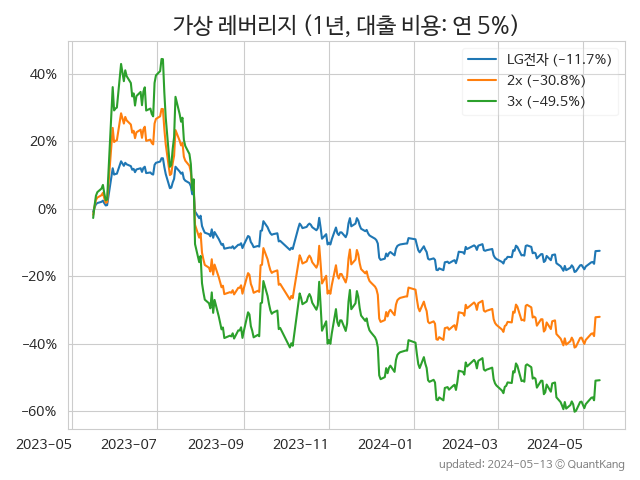 가상 레버리지 (1년, 대출 비용: 연 5%)
LG전자 (−11.7%)
2x (−30.8%)
3x (−49.5%)
40%
20%
0%
−20%
−40%
−60%
2023-05 2023-07 2023-09 2023-11 2024-01 2024-03 2024-05
updated: 2024-05-13 © QuantKang